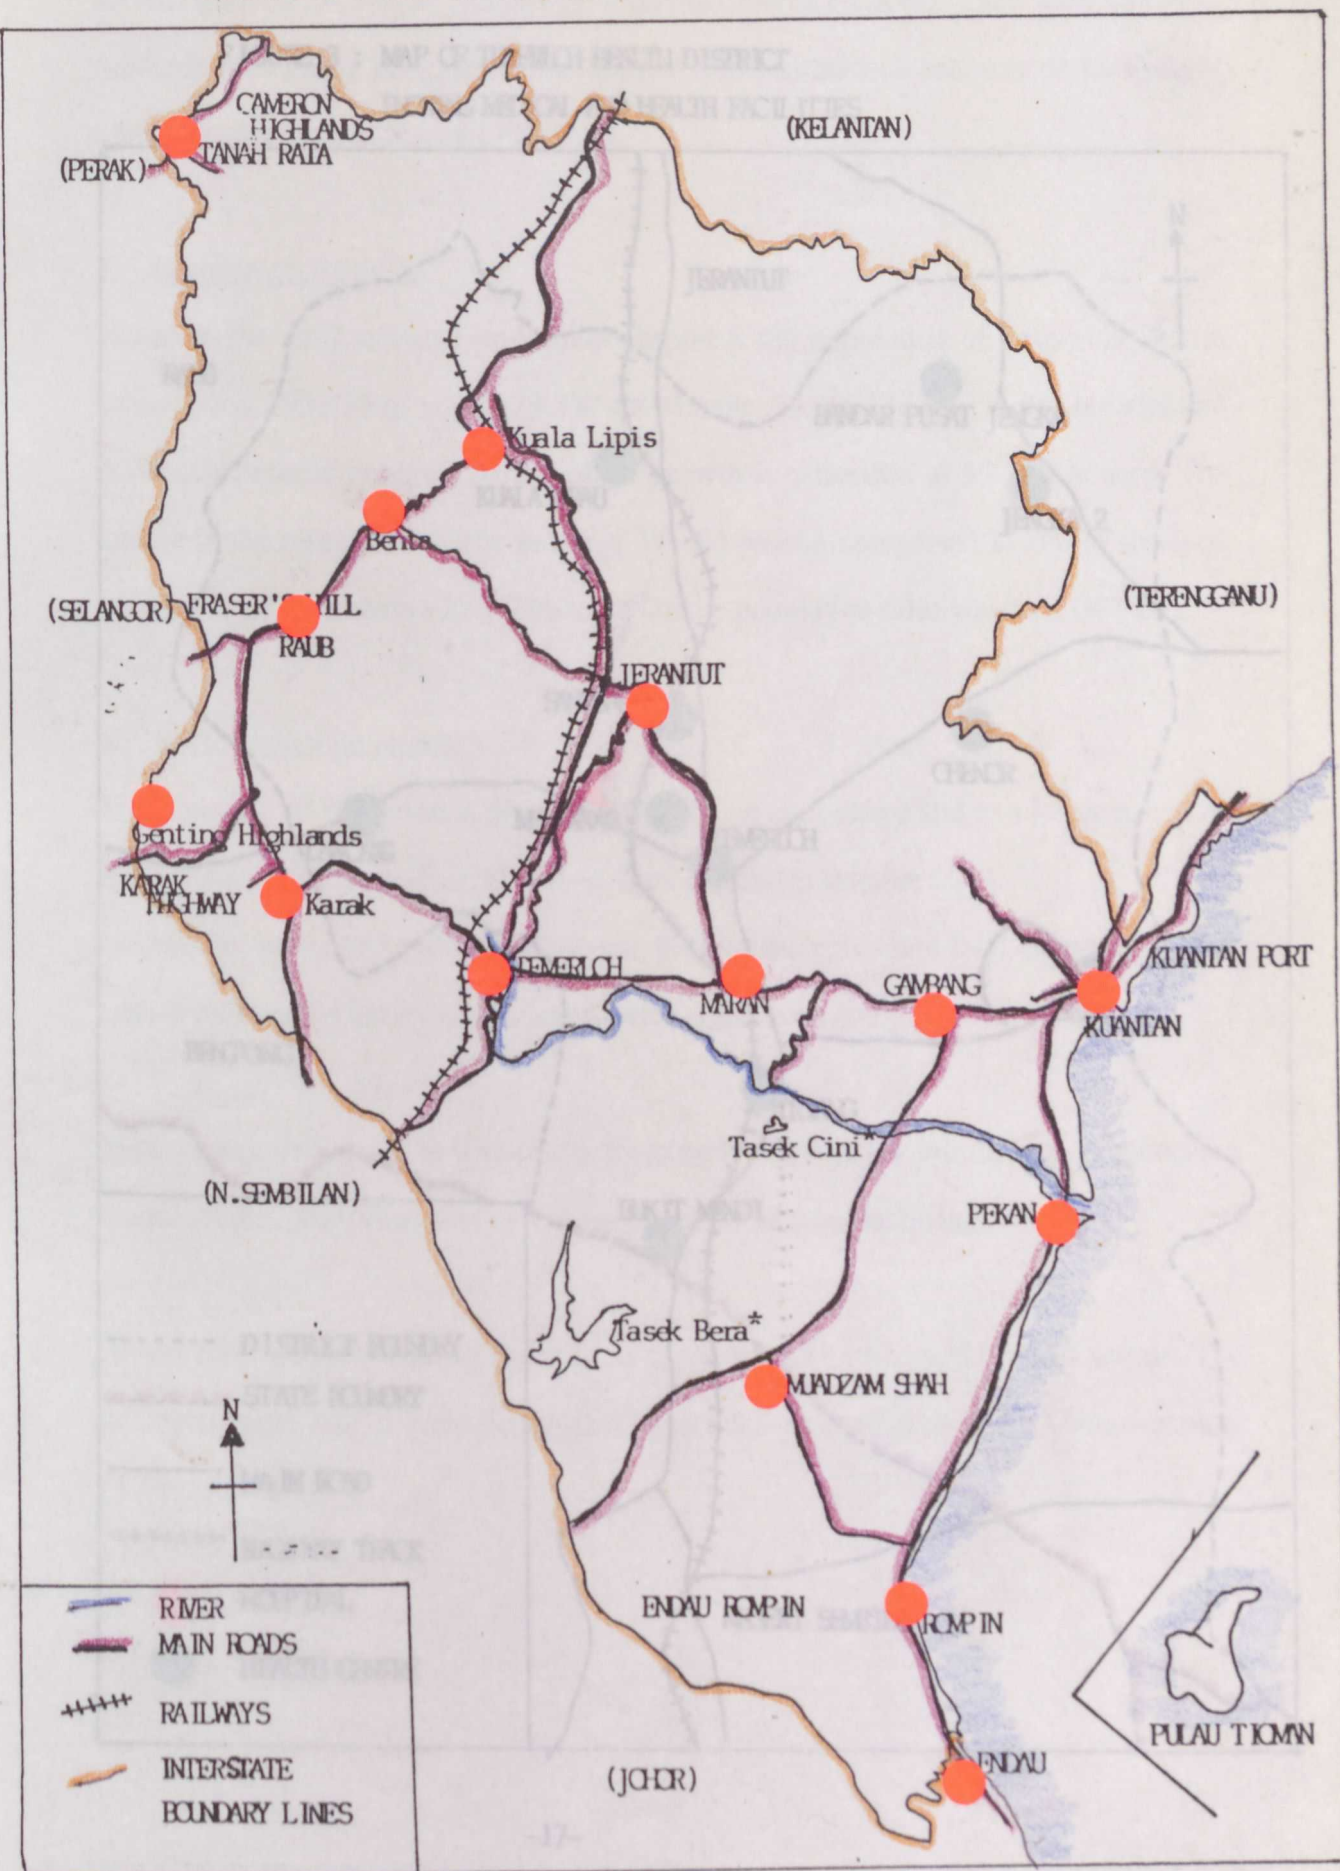 CAMERON
HIGHLANDS
TANAH RATA
(PERAK)
(KELANTAN)
Kuala Lipis
Benta
(SELANGOR)
FRASER'S HILL
RAUB
(TERENGGANU)
JERANTUT
Genting Highlands
KARAK
HIGHWAY
Karak
TEMERLOH
MARAN
GAMBANG
KUANTAN PORT
KUANTAN
Tasek Cini*
(N.SEMBILAN)
PEKAN
Tasek Bera*
MUADZAM SHAH
N
ENDAU ROMPIN
ROMPIN
PULAU TIOMAN
ENDAU
(JOHOR)
RIVER
MAIN ROADS
RAILWAYS
INTERSTATE
BOUNDARY LINES